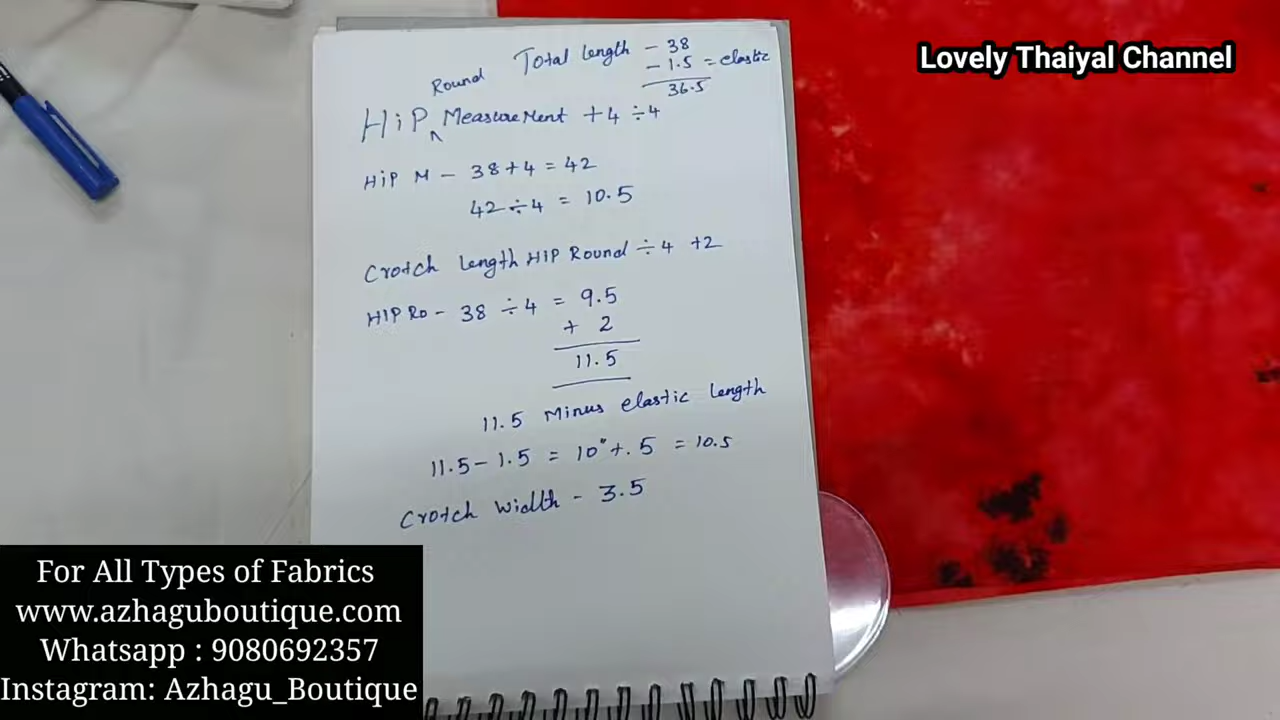 Lovely Thaiyal Channel
Total length - 38
- 1.5 = elastic
36.5
Round
HiP ^ Measurement +4 ÷4
HiP M - 38+4 = 42
42 ÷ 4 = 10.5
Crotch length HiP Round ÷4 +2
HIP Ro - 38 ÷4 = 9.5
+ 2
11.5
11.5 Minus elastic length
11.5 - 1.5 = 10" + .5 = 10.5
Crotch width - 3.5
For All Types of Fabrics
www.azhaguboutique.com
Whatsapp : 9080692357
Instagram: Azhagu_Boutique